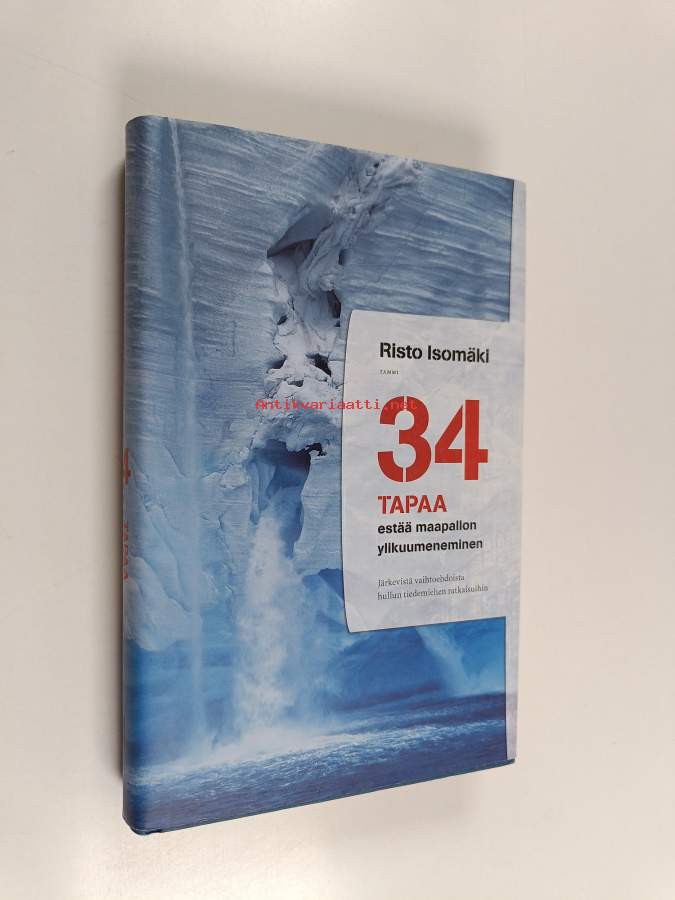 Risto Isomäki
TAMMI
Antikvariaatti.net
34
TAPAA
estää maapallon
ylikuumeneminen
Järkevistä vaihtoehdoista
hullun tiedemiehen ratkaisuihin
34
TAPAA